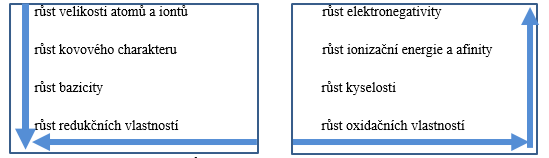 růst velikosti atomů a iontů
růst kovového charakteru
růst bazicity
růst redukčních vlastností
růst elektronegativity
růst ionizační energie a afinity
růst kyselosti
růst oxidačních vlastností